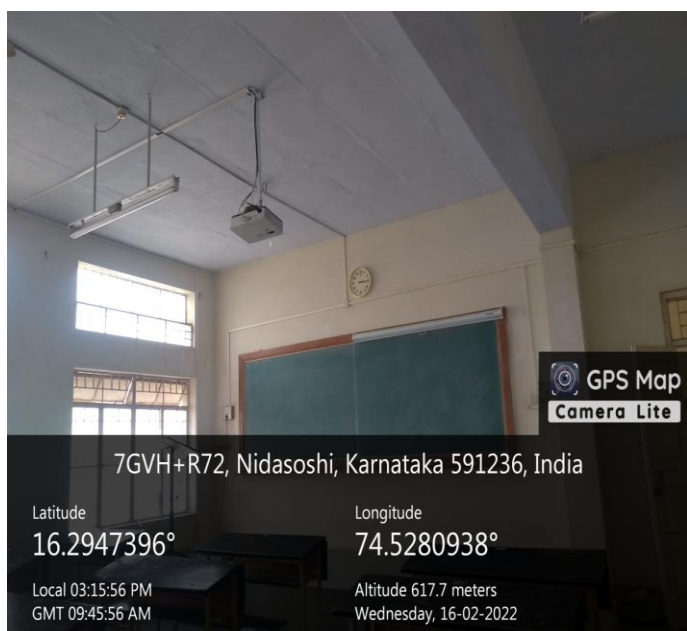 GPS Map
Camera Lite
7GVH+R72, Nidasoshi, Karnataka 591236, India
Latitude
16.2947396°
Local 03:15:56 PM
GMT 09:45:56 AM
Longitude
74.5280938°
Altitude 617.7 meters
Wednesday, 16-02-2022